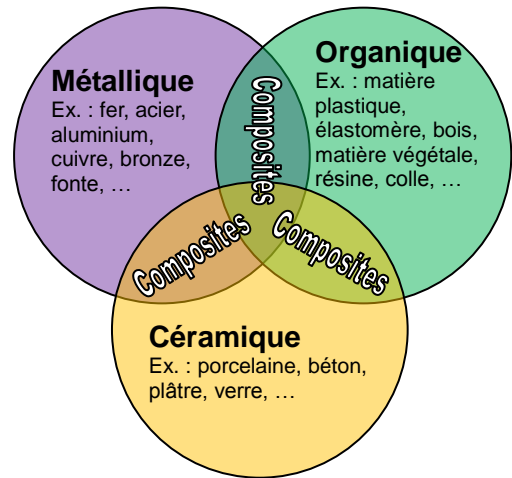 Métallique
Ex. : fer, acier,
aluminium,
cuivre, bronze,
fonte, …
Organique
Ex. : matière
plastique,
élastomère, bois,
matière végétale,
résine, colle, …
Composites
Composites
Composites
Céramique
Ex. : porcelaine, béton,
plâtre, verre, …